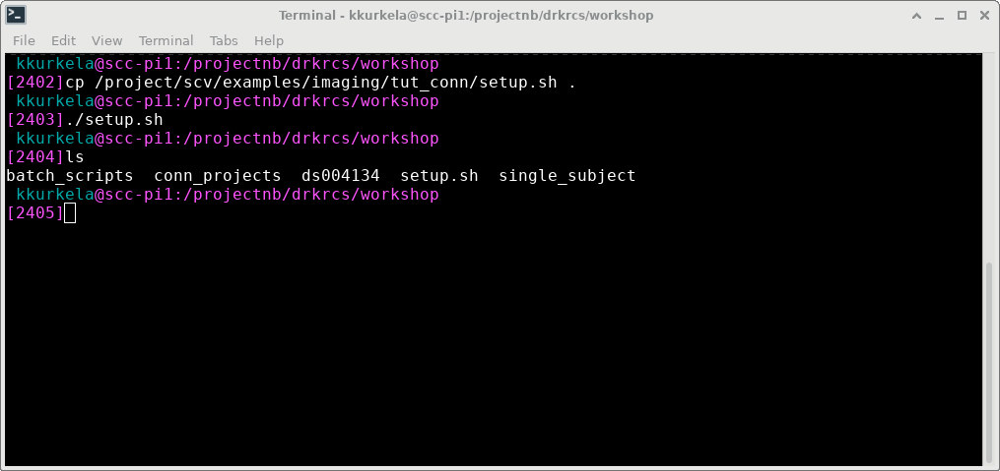 Terminal - kkurkela@scc-pi1:/projectnb/drkrcs/workshop
File Edit View Terminal Tabs Help
kkurkela@scc-pi1:/projectnb/drkrcs/workshop
[2402]cp /project/scv/examples/imaging/tut_conn/setup.sh .
kkurkela@scc-pi1:/projectnb/drkrcs/workshop
[2403]./setup.sh
kkurkela@scc-pi1:/projectnb/drkrcs/workshop
[2404]ls
batch_scripts  conn_projects  ds004134  setup.sh  single_subject
kkurkela@scc-pi1:/projectnb/drkrcs/workshop
[2405]